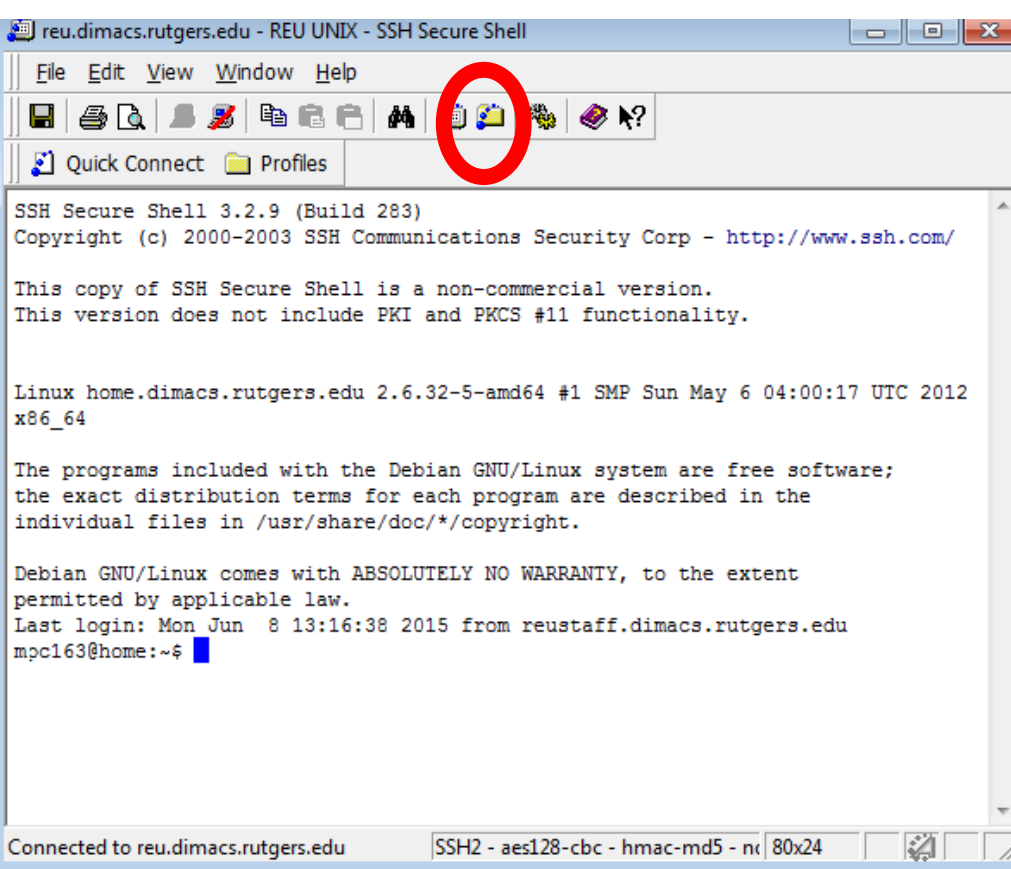 reu.dimacs.rutgers.edu - REU UNIX - SSH Secure Shell
File Edit View Window Help
Quick Connect Profiles
SSH Secure Shell 3.2.9 (Build 283)
Copyright (c) 2000-2003 SSH Communications Security Corp - http://www.ssh.com/
This copy of SSH Secure Shell is a non-commercial version.
This version does not include PKI and PKCS #11 functionality.
Linux home.dimacs.rutgers.edu 2.6.32-5-amd64 #1 SMP Sun May 6 04:00:17 UTC 2012
x86_64
The programs included with the Debian GNU/Linux system are free software;
the exact distribution terms for each program are described in the
individual files in /usr/share/doc/*/copyright.
Debian GNU/Linux comes with ABSOLUTELY NO WARRANTY, to the extent
permitted by applicable law.
Last login: Mon Jun  8 13:16:38 2015 from reustaff.dimacs.rutgers.edu
mpc163@home:~$
Connected to reu.dimacs.rutgers.edu SSH2 - aes128-cbc - hmac-md5 - 80x24